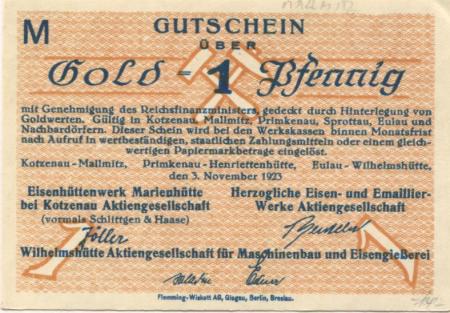 M
GUTSCHEIN
ÜBER
Gold - 1 Pfennig
mit Genehmigung des Reichsfinanzministers, gedeckt durch Hinterlegung von
Goldwerten. Gültig in Kotzenau, Mallmitz, Primkenau, Sprottau, Eulau und
Nachbardörfern. Dieser Schein wird bei den Werkskassen binnen Monatsfrist
nach Aufruf in wertbeständigen, staatlichen Zahlungsmitteln oder einem gleich-
wertigen Papiermarkbetrage eingelöst.
Kotzenau-Mallmitz, Primkenau-Henriettenhütte, Eulau-Wilhelmshütte,
den 3. November 1923
Eisenhüttenwerk Marienhütte
bei Kotzenau Aktiengesellschaft
(vormals Schlittgen & Haase)
Herzogliche Eisen- und Emaillier-
Werke Aktiengesellschaft
Wilhelmshütte Aktiengesellschaft für Maschinenbau und Eisengießerei
Flemming-Wiskott AG, Glogau, Berlin, Breslau.